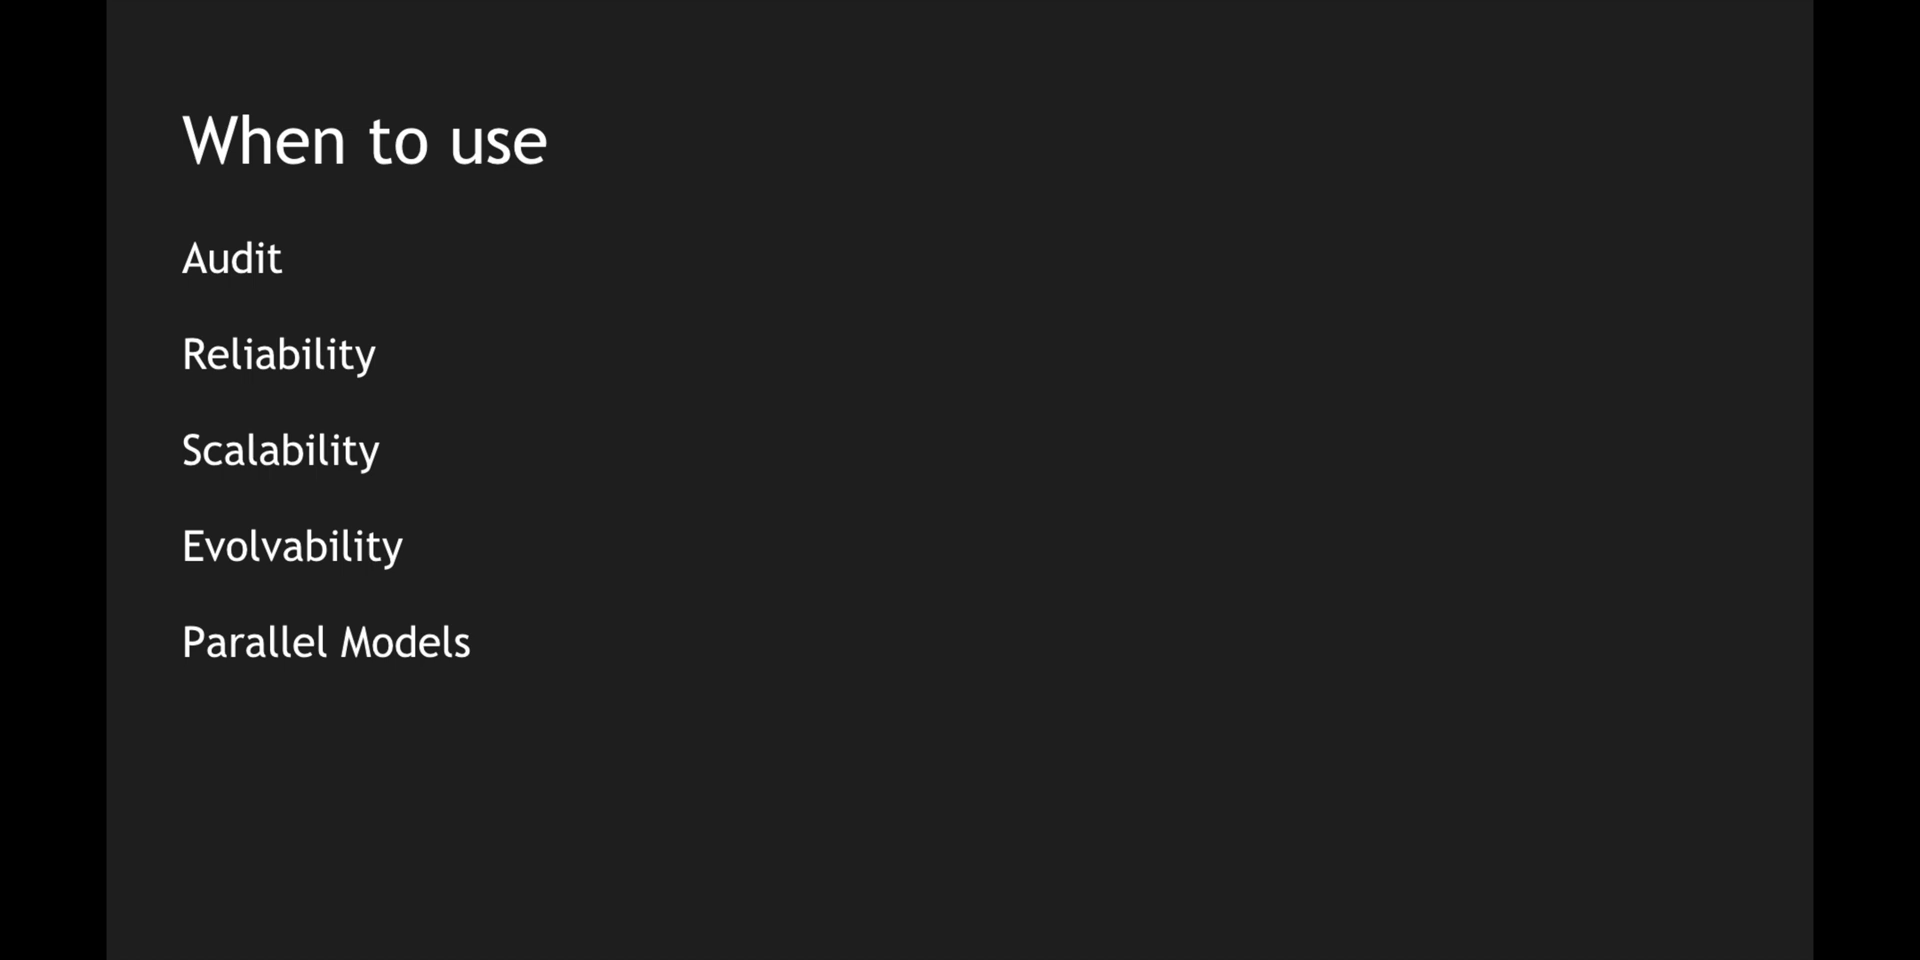 When to use
Audit
Reliability
Scalability
Evolvability
Parallel Models